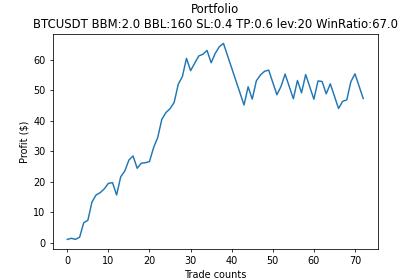 Portfolio
BTCUSDT BBM:2.0 BBL:160 SL:0.4 TP:0.6 lev:20 WinRatio:67.0
Profit ($)
60
50
40
30
20
10
0
0 10 20 30 40 50 60 70
Trade counts